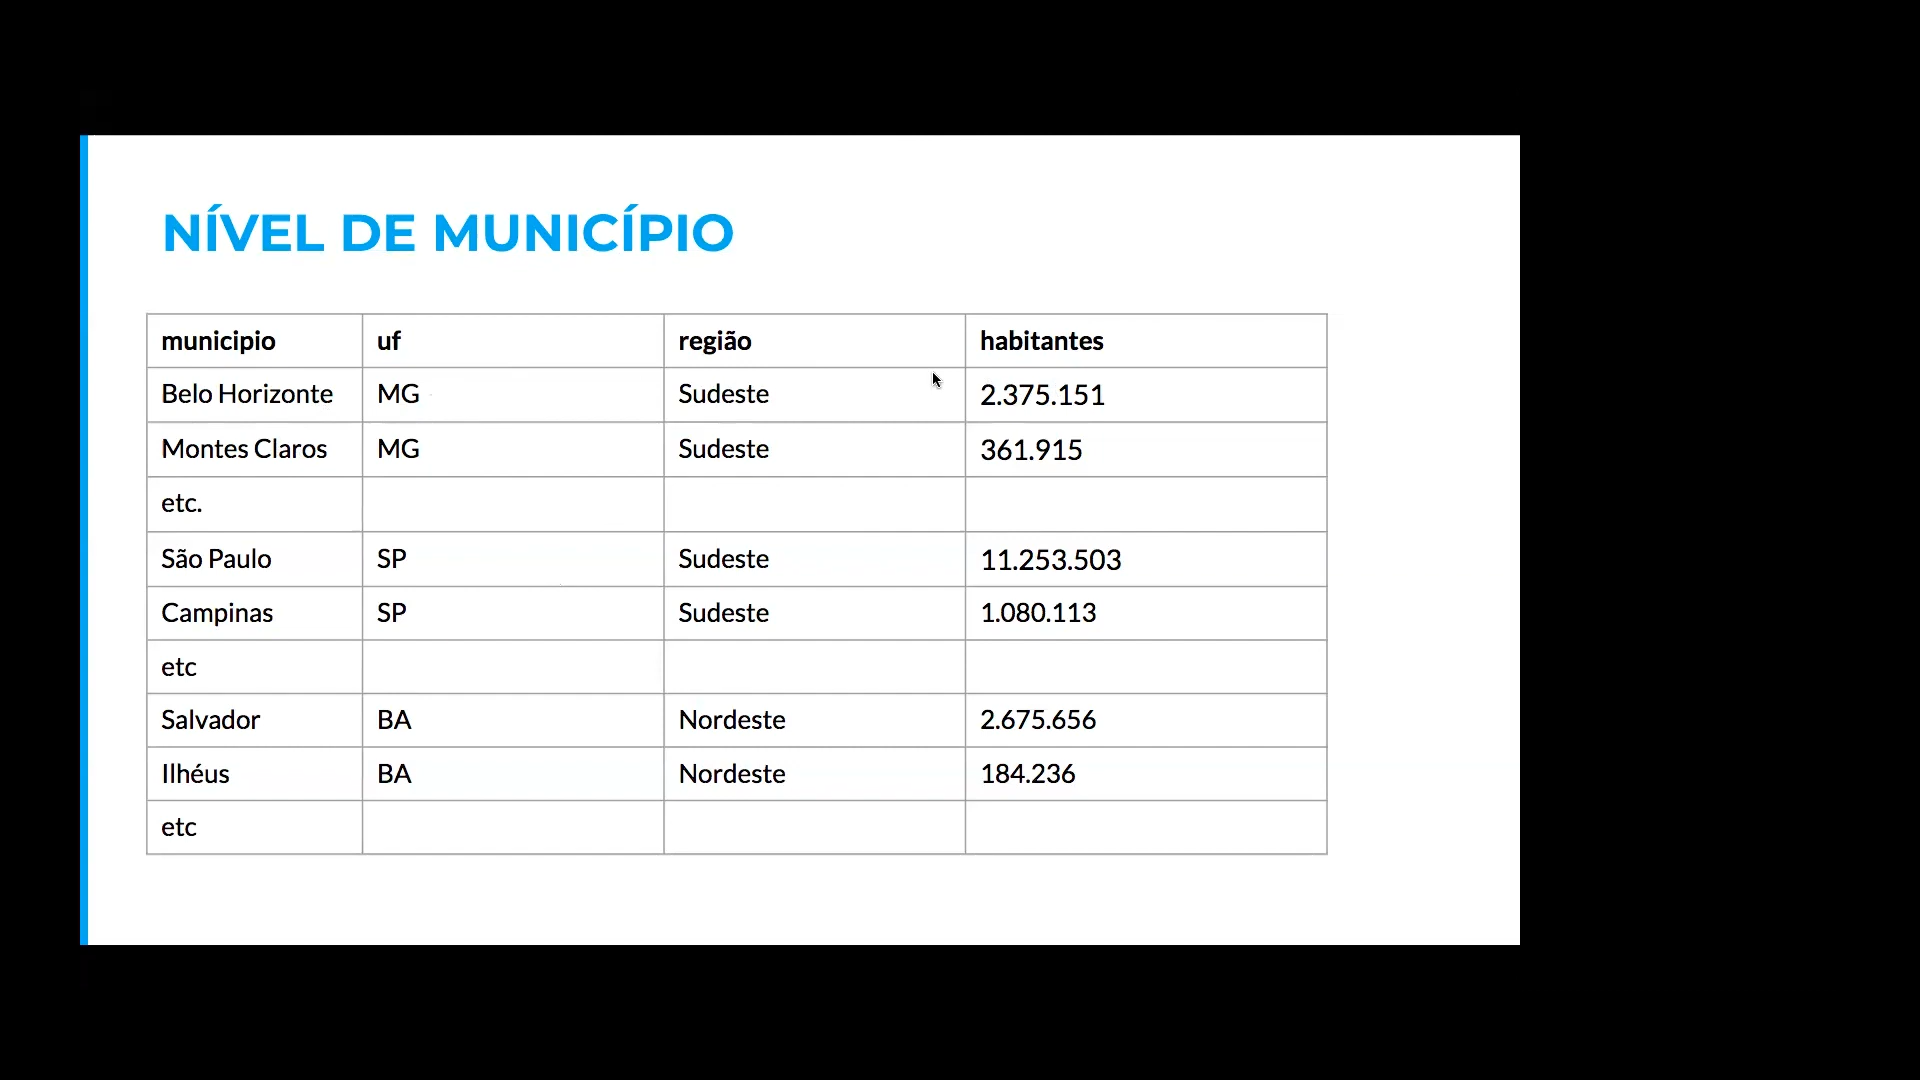 NÍVEL DE MUNICÍPIO
municipio uf região habitantes
Belo Horizonte MG Sudeste 2.375.151
Montes Claros MG Sudeste 361.915
etc.
São Paulo SP Sudeste 11.253.503
Campinas SP Sudeste 1.080.113
etc
Salvador BA Nordeste 2.675.656
Ilhéus BA Nordeste 184.236
etc